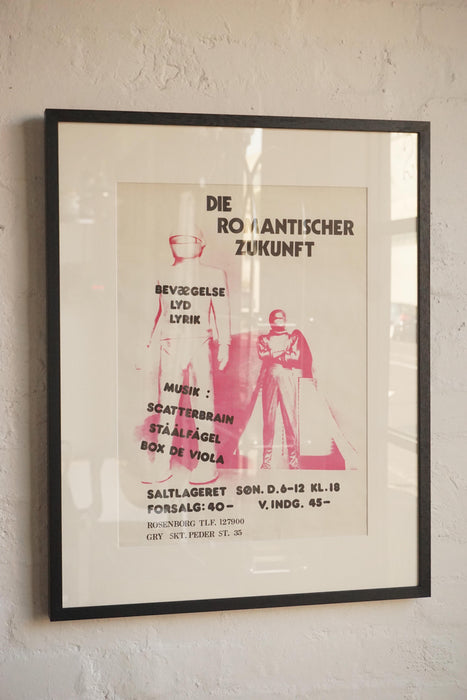 DIE
ROMANTISCHER
ZUKUNFT
BEVÆGELSE
LYD
LYRIK
MUSIK :
SCATTERBRAIN
STÅÅLFÅGEL
BOX DE VIOLA
SALTLAGERET SØN. D.6-12 KL.18
FORSALG: 40- V. INDG. 45-
ROSENBORG TLF. 127900
GRY SKT. PEDER ST. 35